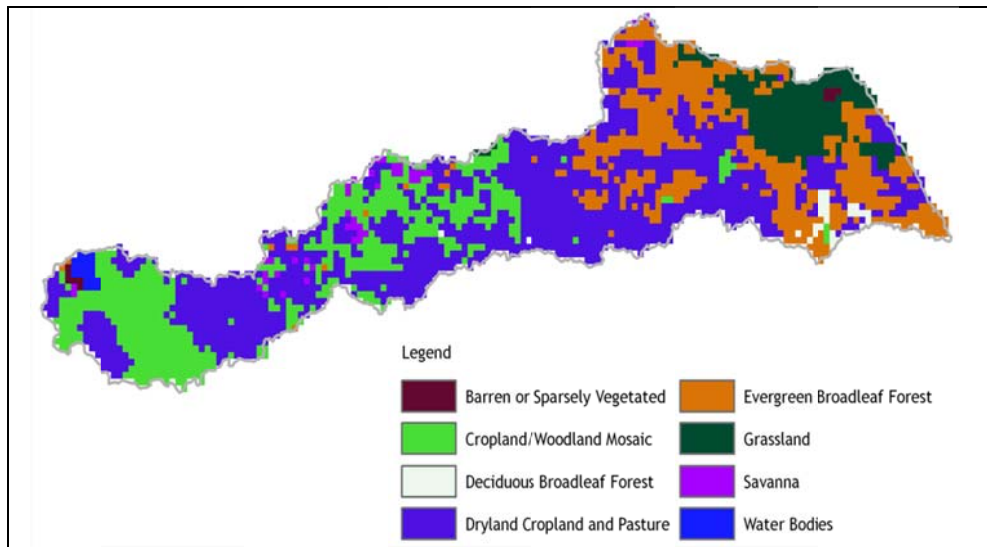 Legend
Barren or Sparsely Vegetated
Evergreen Broadleaf Forest
Cropland/Woodland Mosaic
Grassland
Deciduous Broadleaf Forest
Savanna
Dryland Cropland and Pasture
Water Bodies